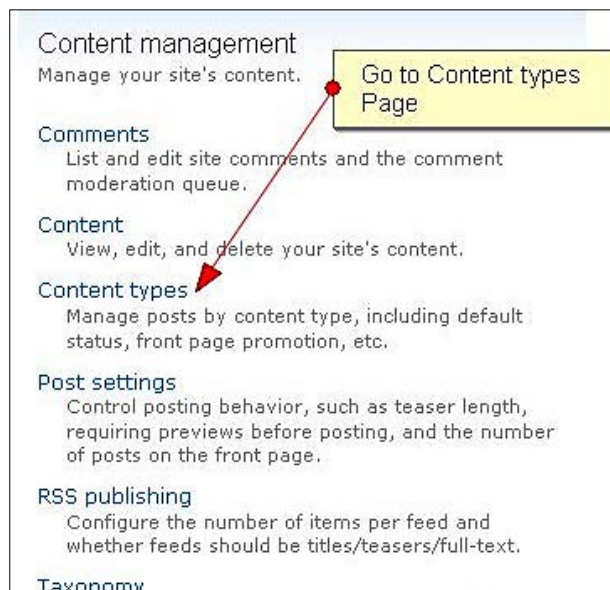 Content management
Manage your site's content.
Go to Content types
Page
Comments
List and edit site comments and the comment
moderation queue.
Content
View, edit, and delete your site's content.
Content types
Manage posts by content type, including default
status, front page promotion, etc.
Post settings
Control posting behavior, such as teaser length,
requiring previews before posting, and the number
of posts on the front page.
RSS publishing
Configure the number of items per feed and
whether feeds should be titles/teasers/full-text.
Taxonomy